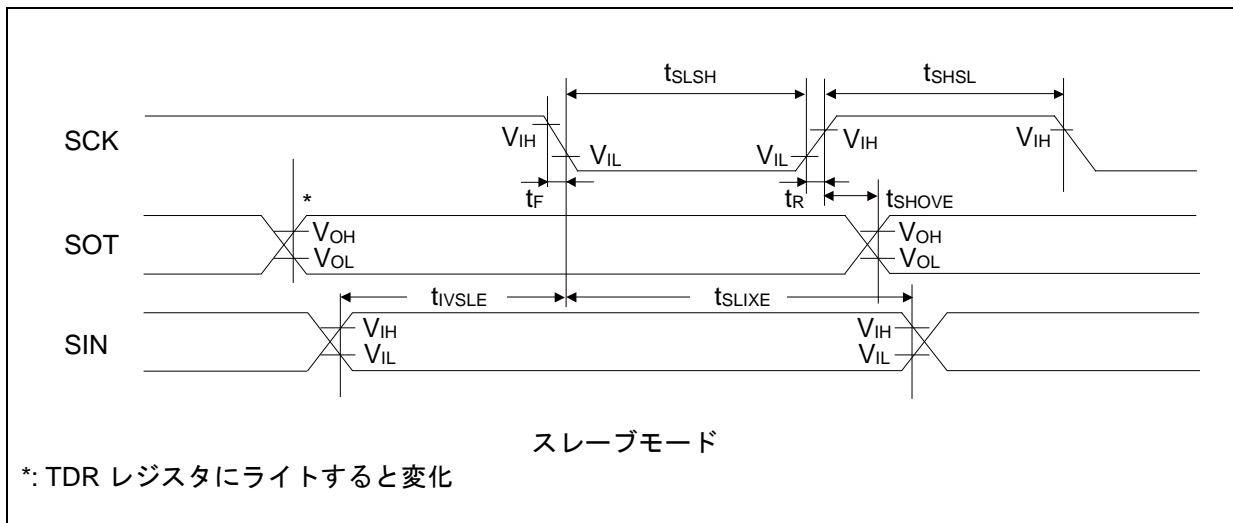 tSLSH tSHSL
SCK VIH VIL VIL VIH VIH
tF tR tSHOVE
*
SOT VOH VOH
VOL VOL
tIVSLE tSLIXE
SIN VIH VIH
VIL VIL
スレーブモード
*: TDR レジスタにライトすると変化